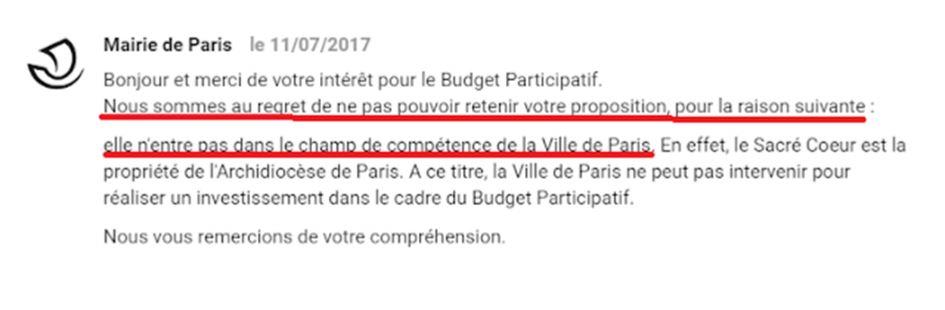 Mairie de Paris le 11/07/2017
Bonjour et merci de votre intérêt pour le Budget Participatif.
Nous sommes au regret de ne pas pouvoir retenir votre proposition, pour la raison suivante :
elle n'entre pas dans le champ de compétence de la Ville de Paris. En effet, le Sacré Coeur est la
propriété de l'Archidiocèse de Paris. A ce titre, la Ville de Paris ne peut pas intervenir pour
réaliser un investissement dans le cadre du Budget Participatif.
Nous vous remercions de votre compréhension.